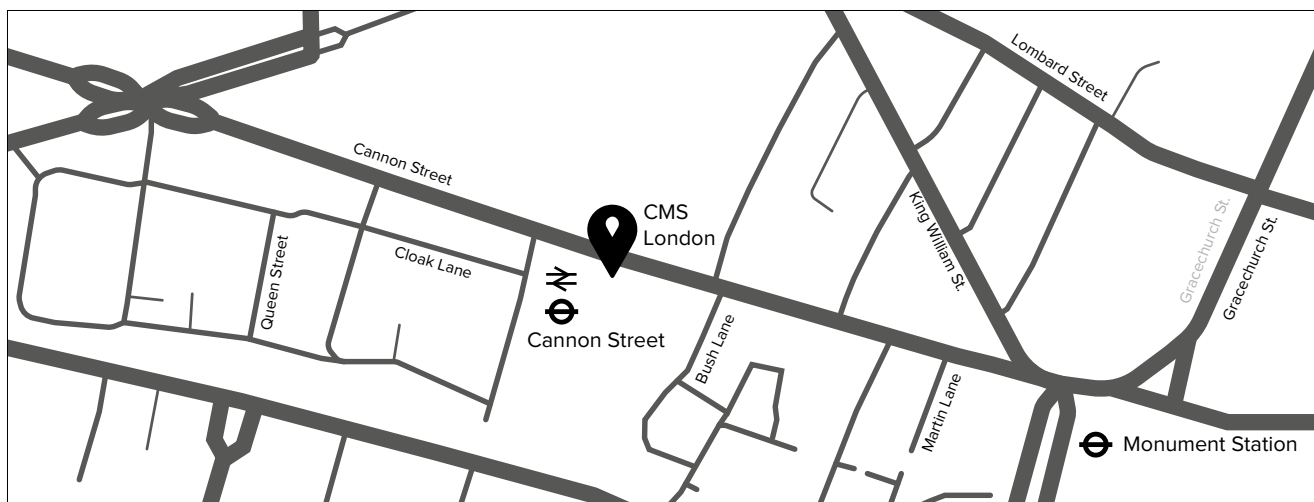 Lombard Street
Cannon Street
CMS
London
King William St.
Gracechurch St.
Gracechurch St.
Queen Street
Cloak Lane
Cannon Street
Bush Lane
Martin Lane
Monument Station